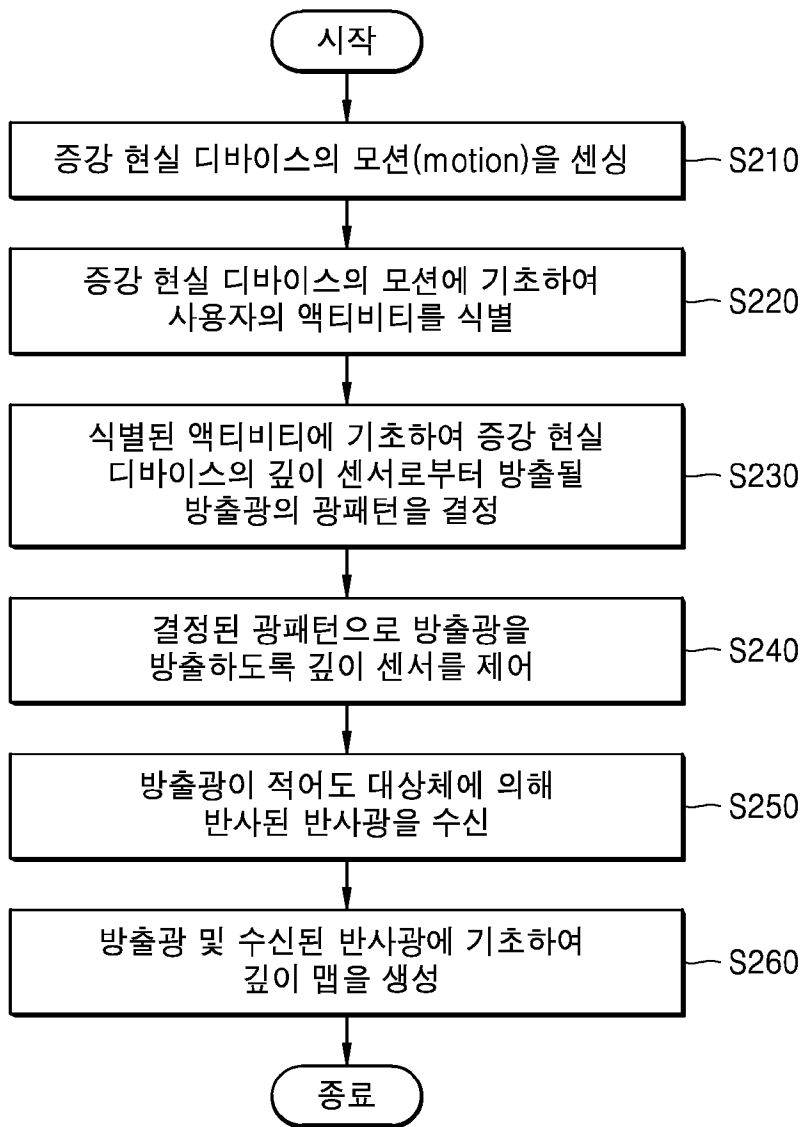 시작
증강 현실 디바이스의 모션(motion)을 센싱
S210
증강 현실 디바이스의 모션에 기초하여
사용자의 액티비티를 식별
S220
식별된 액티비티에 기초하여 증강 현실
디바이스의 깊이 센서로부터 방출될
방출광의 광패턴을 결정
S230
결정된 광패턴으로 방출광을
방출하도록 깊이 센서를 제어
S240
방출광이 적어도 대상체에 의해
반사된 반사광을 수신
S250
방출광 및 수신된 반사광에 기초하여
깊이 맵을 생성
S260
종료